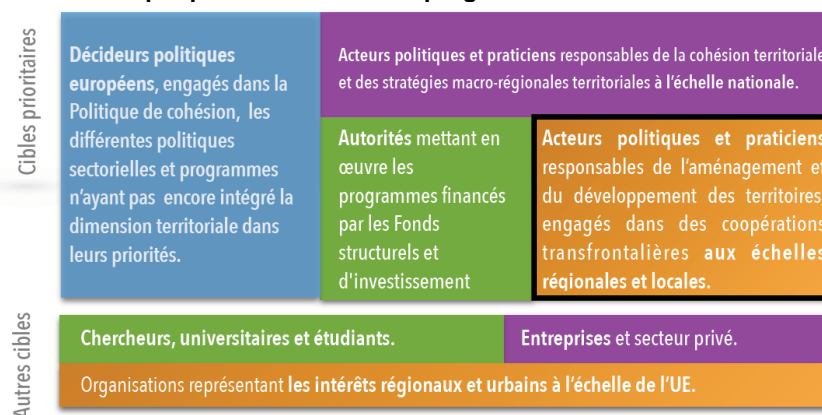 Cibles prioritaires
Décideurs politiques
européens, engagés dans la
Politique de cohésion, les
différentes politiques
sectorielles et programmes
n'ayant pas encore intégré la
dimension territoriale dans
leurs priorités.
Acteurs politiques et praticiens responsables de la cohésion territoriale
et des stratégies macro-régionales territoriales à l'échelle nationale.
Autorités mettant en
œuvre les
programmes financés
par les Fonds
structurels et
d'investissement
Acteurs politiques et praticiens
responsables de l'aménagement et
du développement des territoires
engagés dans des coopérations
transfrontalières aux échelles
régionales et locales.
Autres cibles
Chercheurs, universitaires et étudiants.
Entreprises et secteur privé.
Organisations représentant les intérêts régionaux et urbains à l'échelle de l'UE.